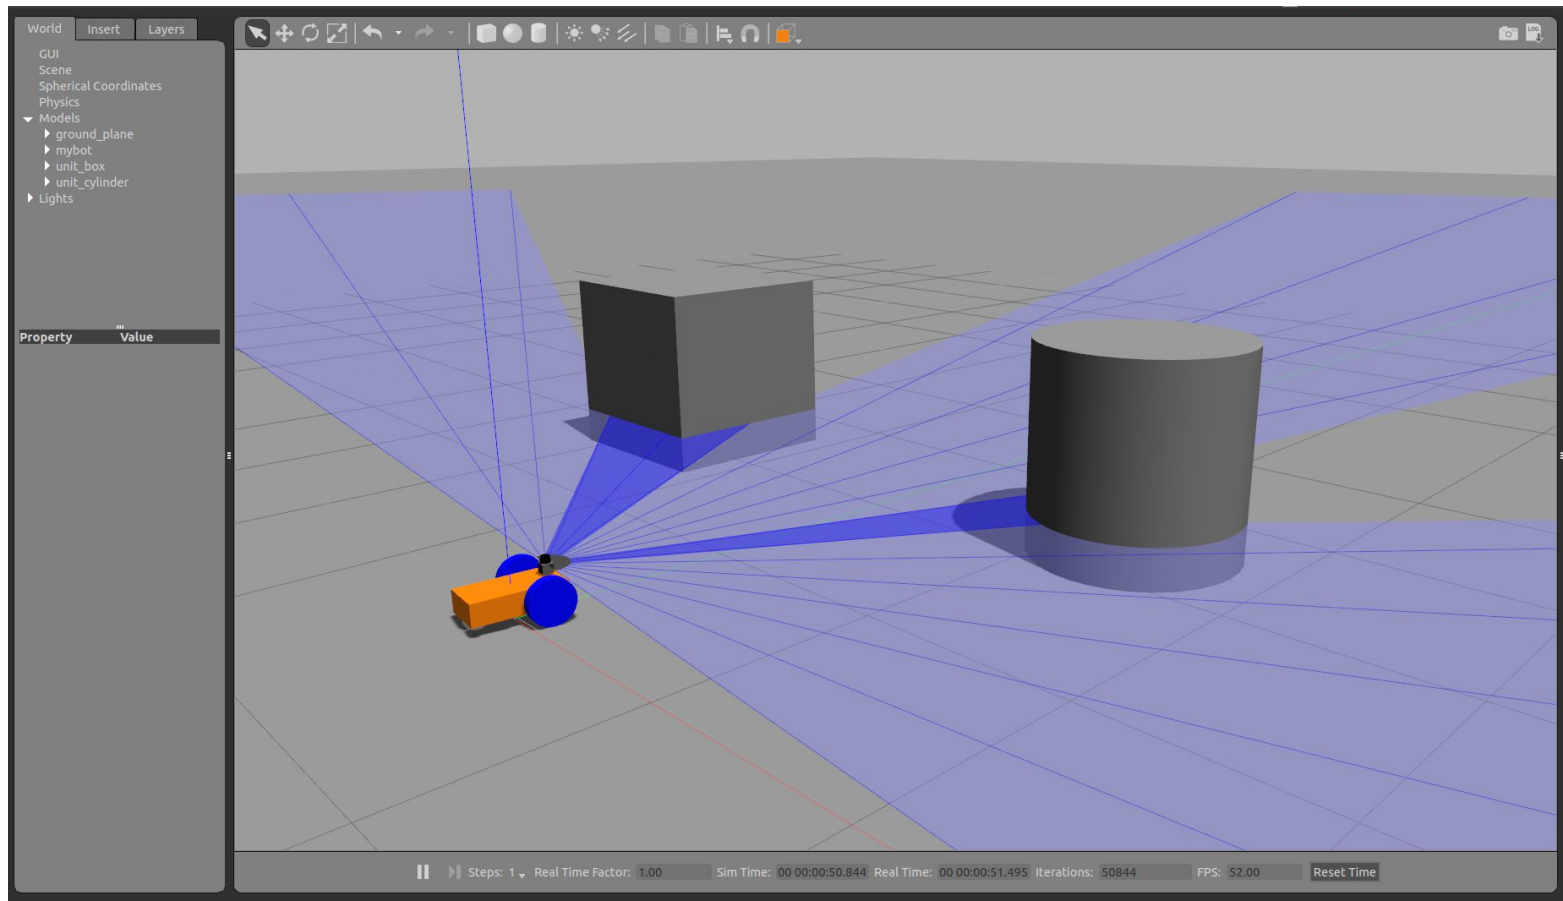 World Insert Layers
GUI
Scene
Spherical Coordinates
Physics
Models
ground_plane
mybot
unit_box
unit_cylinder
Lights
Property Value
LOG
Steps: 1 Real Time Factor: 1.00 Sim Time: 00 00:00:50.844 Real Time: 00 00:00:51.495 Iterations: 50844 FPS: 52.00 Reset Time